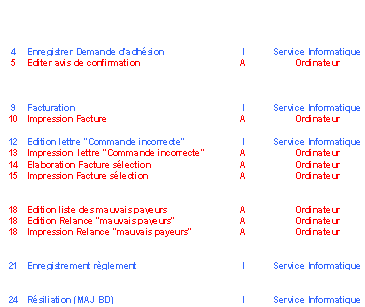 4 Enregistrer Demande d'adhésion I Service Informatique
5 Editer avis de confirmation A Ordinateur
9 Facturation I Service Informatique
10 Impression Facture A Ordinateur
12 Edition lettre "Commande incorrecte" I Service Informatique
13 Impression lettre "Commande incorrecte" A Ordinateur
14 Elaboration Facture sélection A Ordinateur
15 Impression Facture sélection A Ordinateur
18 Edition liste des mauvais payeurs A Ordinateur
18 Edition Relance "mauvais payeurs" A Ordinateur
18 Impression Relance "mauvais payeurs" A Ordinateur
21 Enregistrement règlement I Service Informatique
24 Résiliation (MAJ BD) I Service Informatique